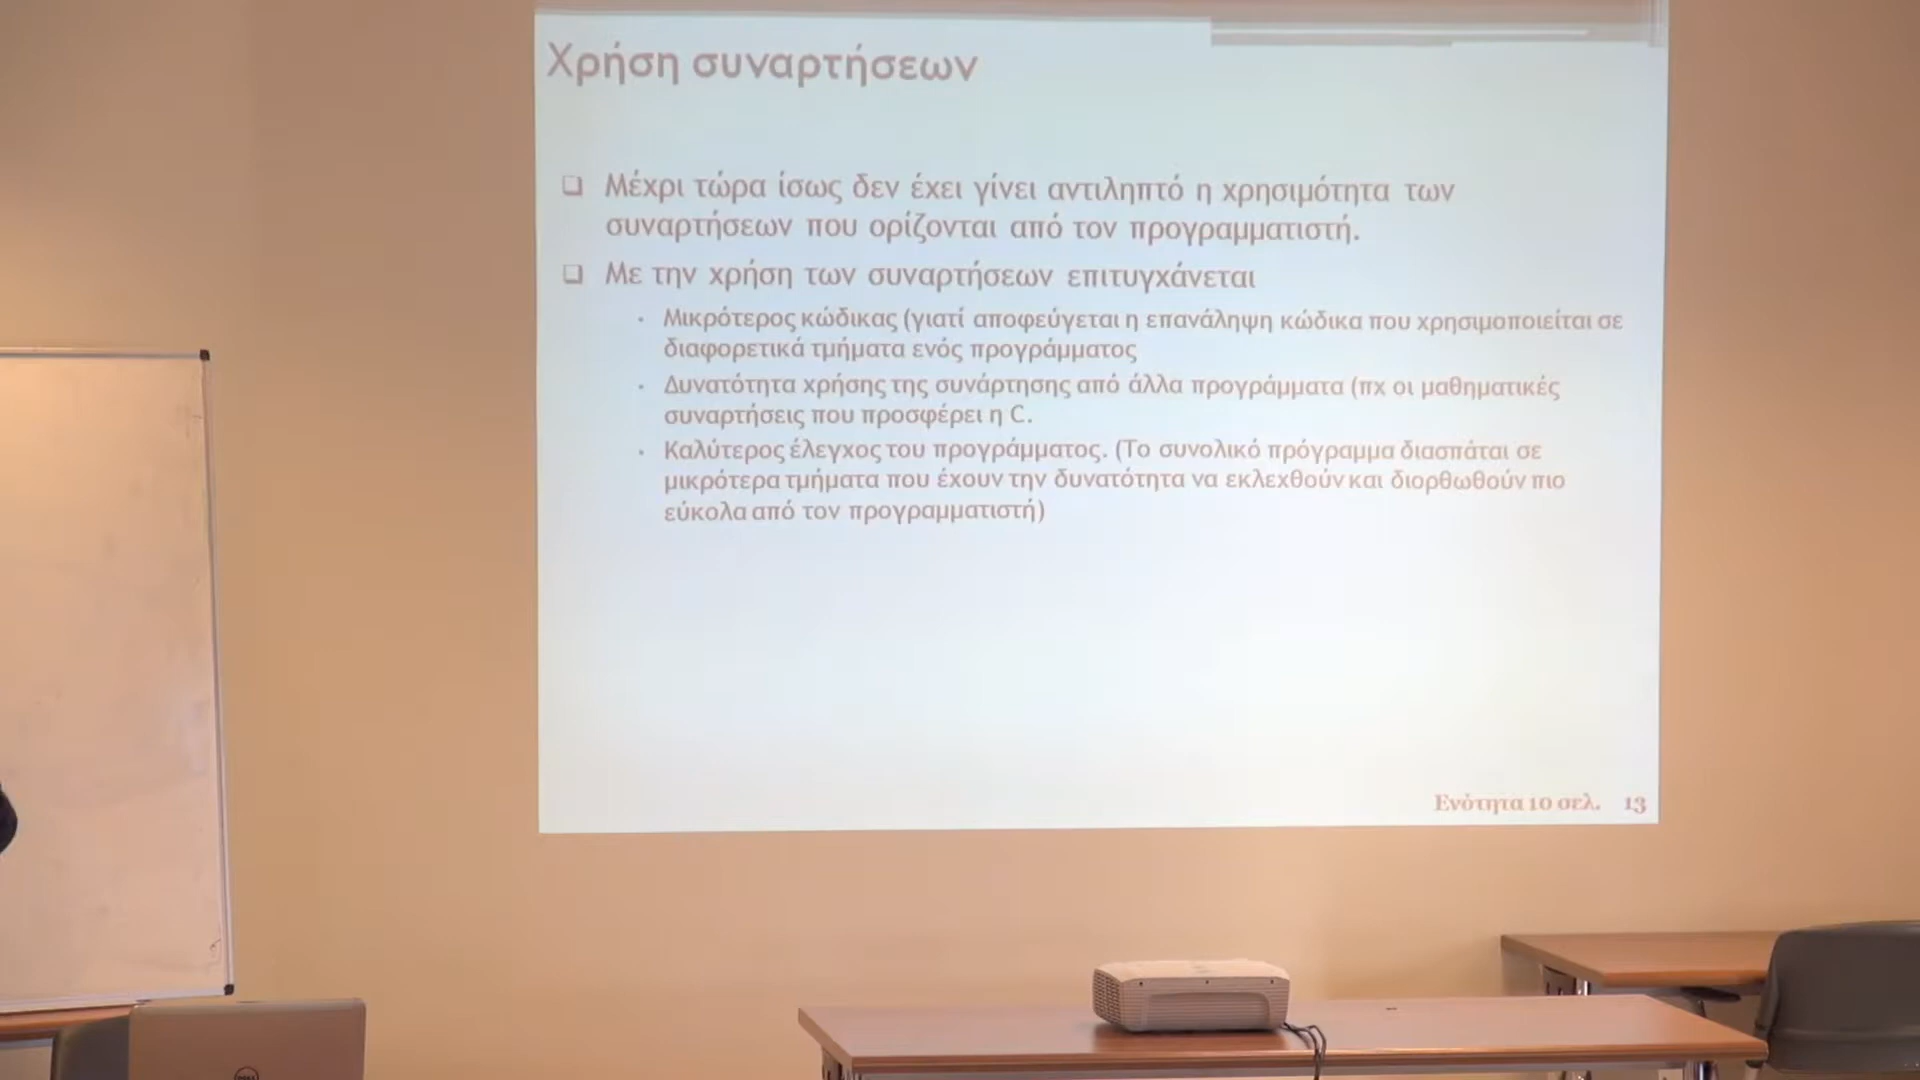 Χρήση συναρτήσεων
❑ Μέχρι τώρα ίσως δεν έχει γίνει αντιληπτό η χρησιμότητα των
συναρτήσεων που ορίζονται από τον προγραμματιστή.
❑ Με την χρήση των συναρτήσεων επιτυγχάνεται
• Μικρότερος κώδικας (γιατί αποφεύγεται η επανάληψη κώδικα που χρησιμοποιείται σε
διαφορετικά τμήματα ενός προγράμματος
• Δυνατότητα χρήσης της συνάρτησης από άλλα προγράμματα (πχ οι μαθηματικές
συναρτήσεις που προσφέρει η C.
• Καλύτερος έλεγχος του προγράμματος. (Το συνολικό πρόγραμμα διασπάται σε
μικρότερα τμήματα που έχουν την δυνατότητα να εκλεχθούν και διορθωθούν πιο
εύκολα από τον προγραμματιστή)
Ενότητα 10 σελ. 13
DELL